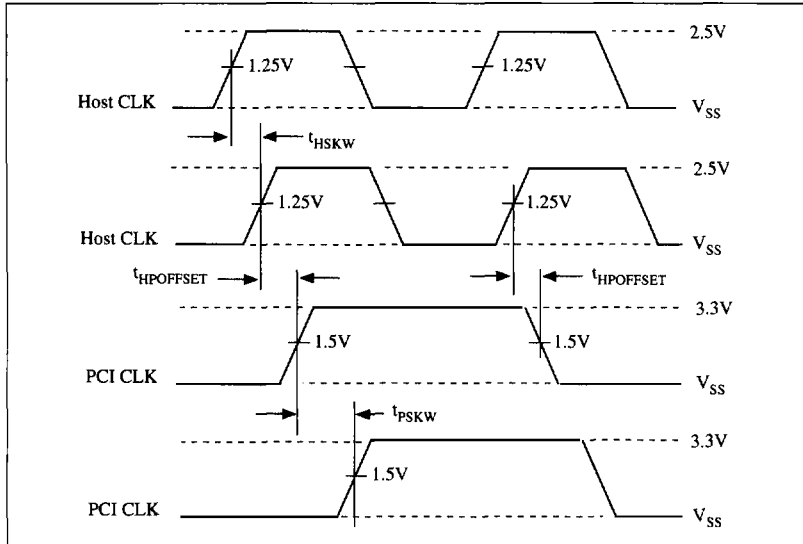 2.5V
1.25V 1.25V
Host CLK VSS
tHSKW
2.5V
1.25V 1.25V
Host CLK VSS
tHPOFFSET tHPOFFSET
3.3V
1.5V 1.5V
PCI CLK VSS
tPSKW
3.3V
1.5V
PCI CLK VSS